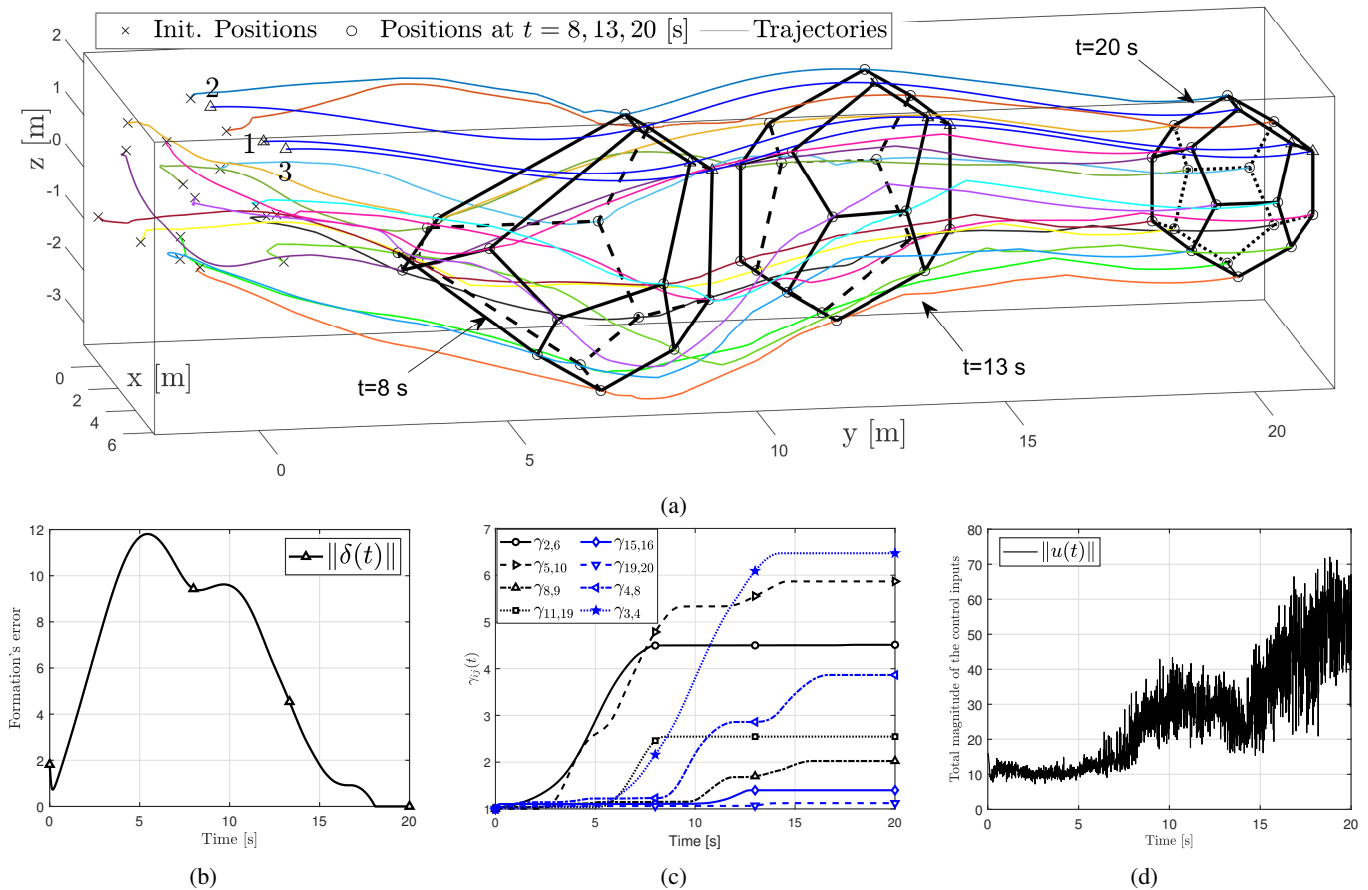 × Init. Positions ○ Positions at t = 8, 13, 20 [s] — Trajectories
t=20 s
2
1
0
-1
-2
-3
z [m]
2
1
3
0
2
4
6
x [m]
t=8 s
t=13 s
0
5
10
15
20
y [m]
(a)
12
10
8
6
4
2
0
Formation's error
‖δ(t)‖
0 5 10 15 20
Time [s]
(b)
7
6
5
4
3
2
1
γij(t)
γ2,6 γ15,16
γ5,10 γ19,20
γ8,9 γ4,8
γ11,19 γ3,4
0 5 10 15 20
Time [s]
(c)
80
70
60
50
40
30
20
10
0
Total magnitude of the control inputs
‖u(t)‖
0 5 10 15 20
Time [s]
(d)